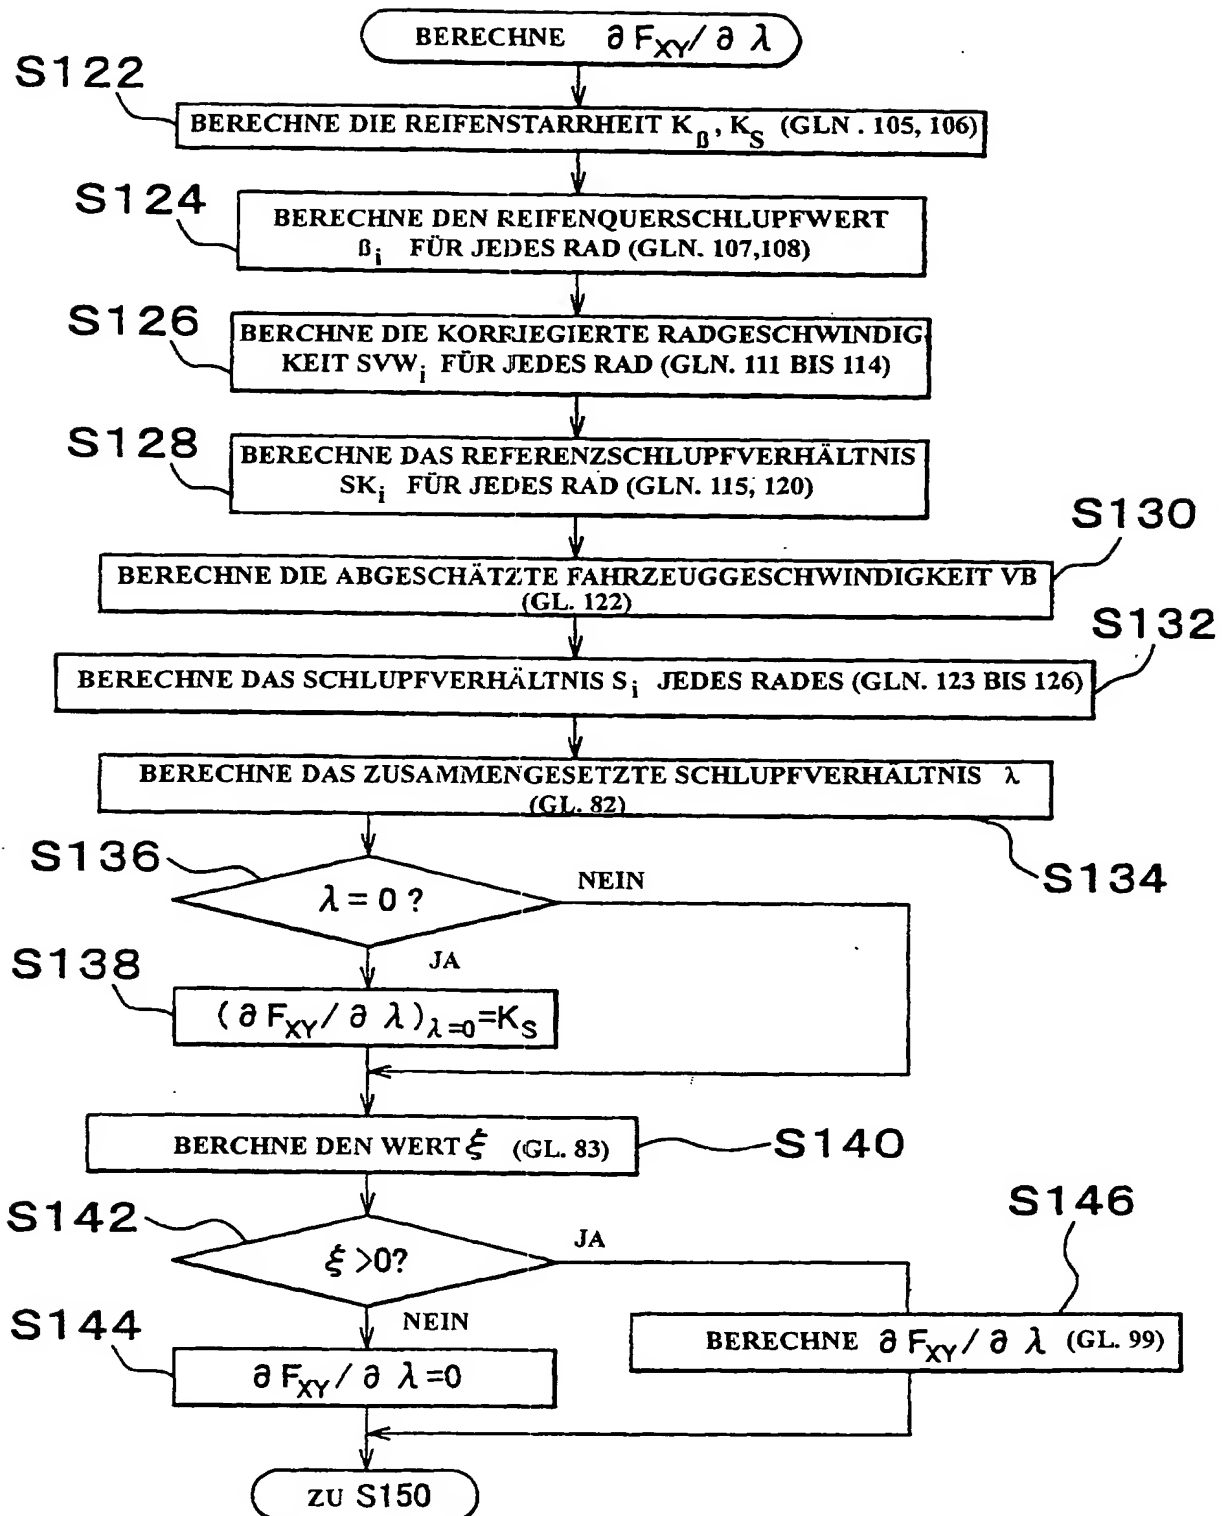 BERECHNE ∂F_XY/∂λ
S122
BERECHNE DIE REIFENSTARRHEIT K_β, K_S (GLN . 105, 106)
S124
BERECHNE DEN REIFENQUERSCHLUPFWERT
β_i FÜR JEDES RAD (GLN. 107,108)
S126
BERCHNE DIE KORRIEGIERTE RADGESCHWINDIG-
KEIT SVW_i FÜR JEDES RAD (GLN. 111 BIS 114)
S128
BERECHNE DAS REFERENZSCHLUPFVERHÄLTNIS
SK_i FÜR JEDES RAD (GLN. 115, 120)
S130
BERECHNE DIE ABGESCHÄTZTE FAHRZEUGGESCHWINDIGKEIT VB
(GL. 122)
S132
BERECHNE DAS SCHLUPFVERHÄLTNIS S_i JEDES RADES (GLN. 123 BIS 126)
BERECHNE DAS ZUSAMMENGESETZTE SCHLUPFVERHÄLTNIS λ
(GL. 82)
S134
S136
λ = 0 ?
NEIN
JA
S138
(∂F_XY/∂λ)_λ=0=K_S
BERCHNE DEN WERT ξ (GL. 83)
S140
S142
ξ >0?
JA
S146
NEIN
S144
∂F_XY/∂λ=0
BERECHNE ∂F_XY/∂λ (GL. 99)
ZU S150